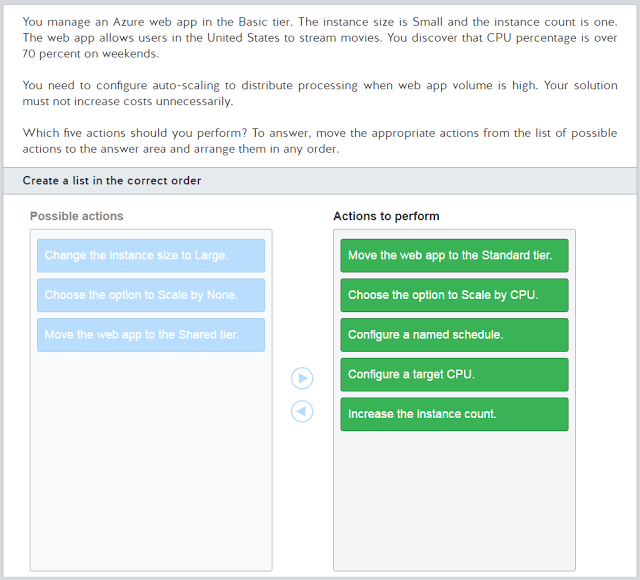 You manage an Azure web app in the Basic tier. The instance size is Small and the instance count is one.
The web app allows users in the United States to stream movies. You discover that CPU percentage is over
70 percent on weekends.
You need to configure auto-scaling to distribute processing when web app volume is high. Your solution
must not increase costs unnecessarily.
Which five actions should you perform? To answer, move the appropriate actions from the list of possible
actions to the answer area and arrange them in any order.
Create a list in the correct order
Possible actions
Change the instance size to Large.
Choose the option to Scale by None.
Move the web app to the Shared tier.
Actions to perform
Move the web app to the Standard tier.
Choose the option to Scale by CPU.
Configure a named schedule.
Configure a target CPU.
Increase the instance count.